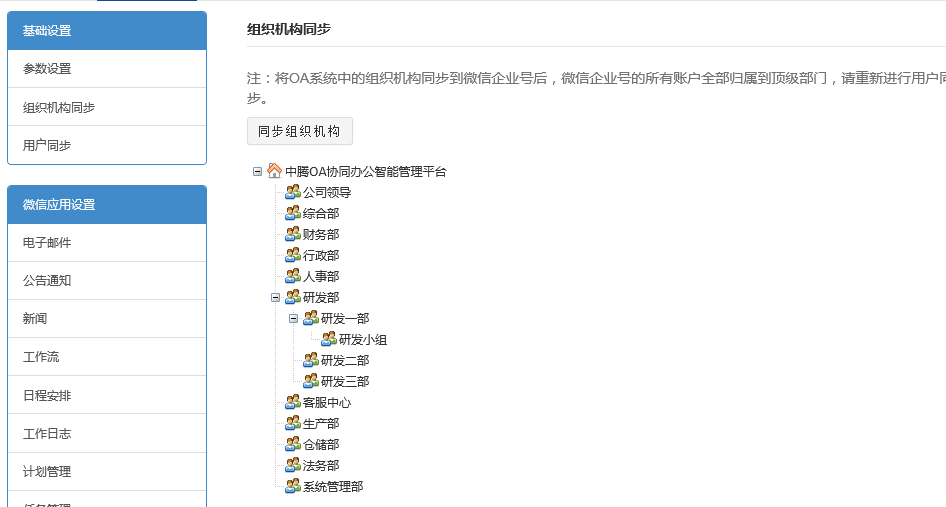 基础设置
参数设置
组织机构同步
用户同步
微信应用设置
电子邮件
公告通知
新闻
工作流
日程安排
工作日志
计划管理
组织机构同步
注：将OA系统中的组织机构同步到微信企业号后，微信企业号的所有账户全部归属到顶级部门，请重新进行用户同
步。
同步组织机构
中腾OA协同办公智能管理平台
公司领导
综合部
财务部
行政部
人事部
研发部
研发一部
研发小组
研发二部
研发三部
客服中心
生产部
仓储部
法务部
系统管理部